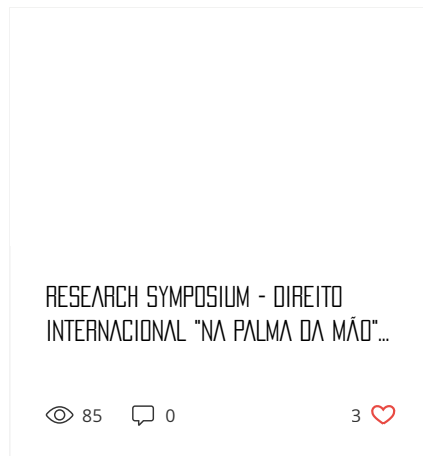 RESEARCH SYMPOSIUM - DIREITO
INTERNACIONAL "NA PALMA DA MÃO"...
85 0 3